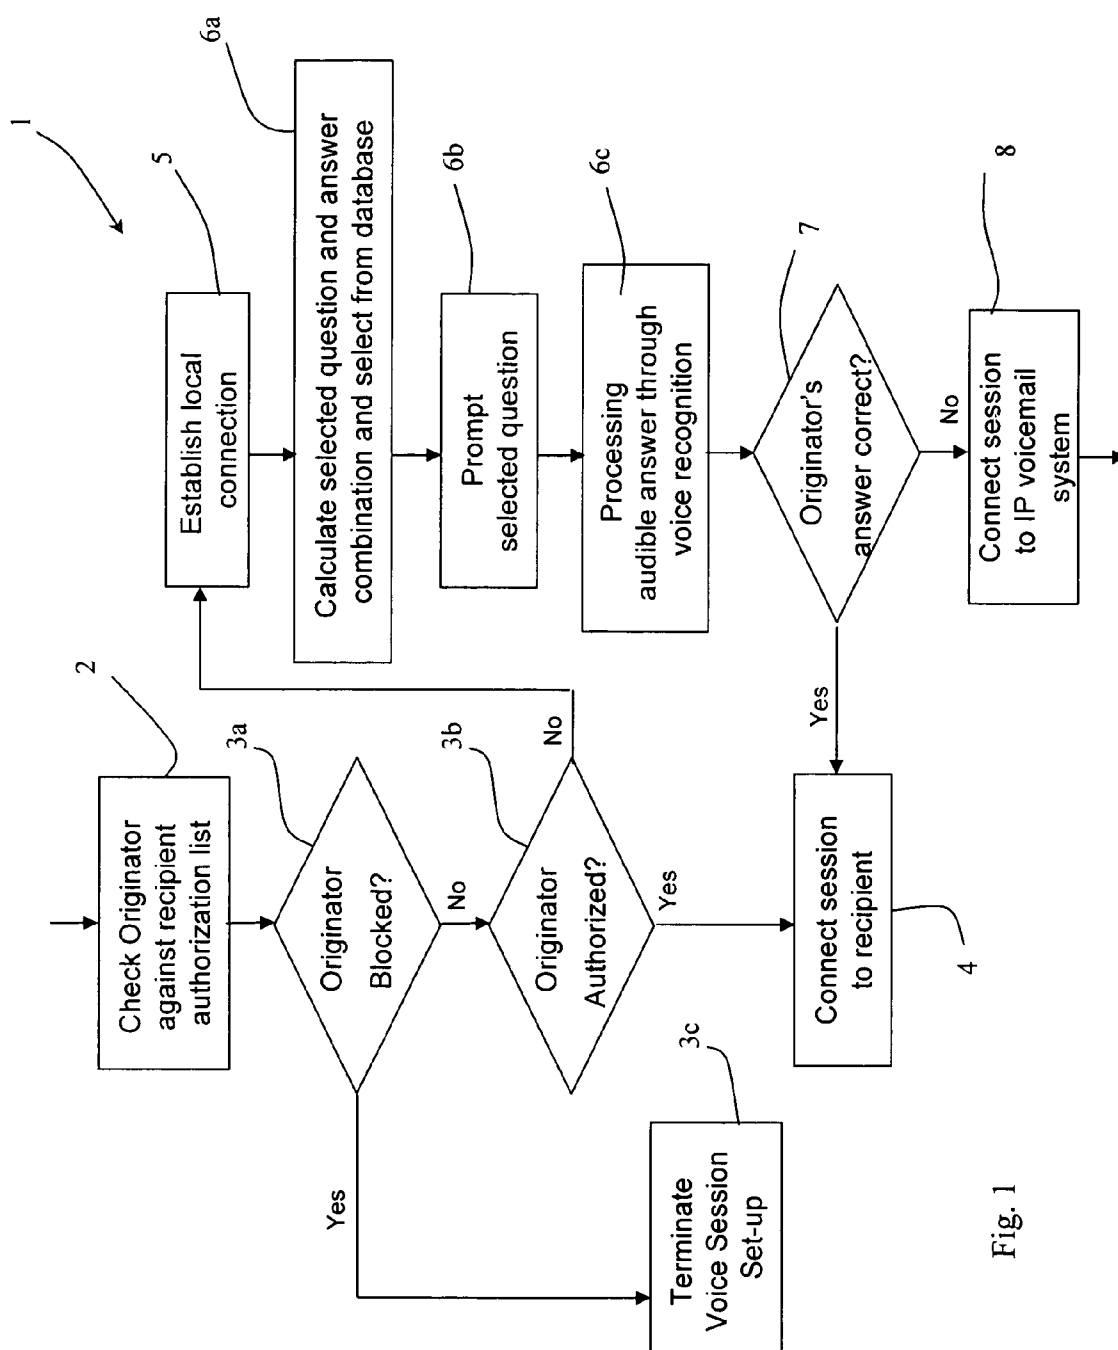 1
2
Check Originator
against recipient
authorization list
3a
Originator
Blocked?
Yes
No
3b
Originator
Authorized?
No
Yes
3c
Terminate
Voice Session
Set-up
Connect session
to recipient
4
5
Establish local
connection
6a
Calculate selected question and answer
combination and select from database
6b
Prompt
selected question
6c
Processing
audible answer through
voice recognition
7
Originator's
answer correct?
Yes
No
8
Connect session
to IP voicemail
system
Fig. 1